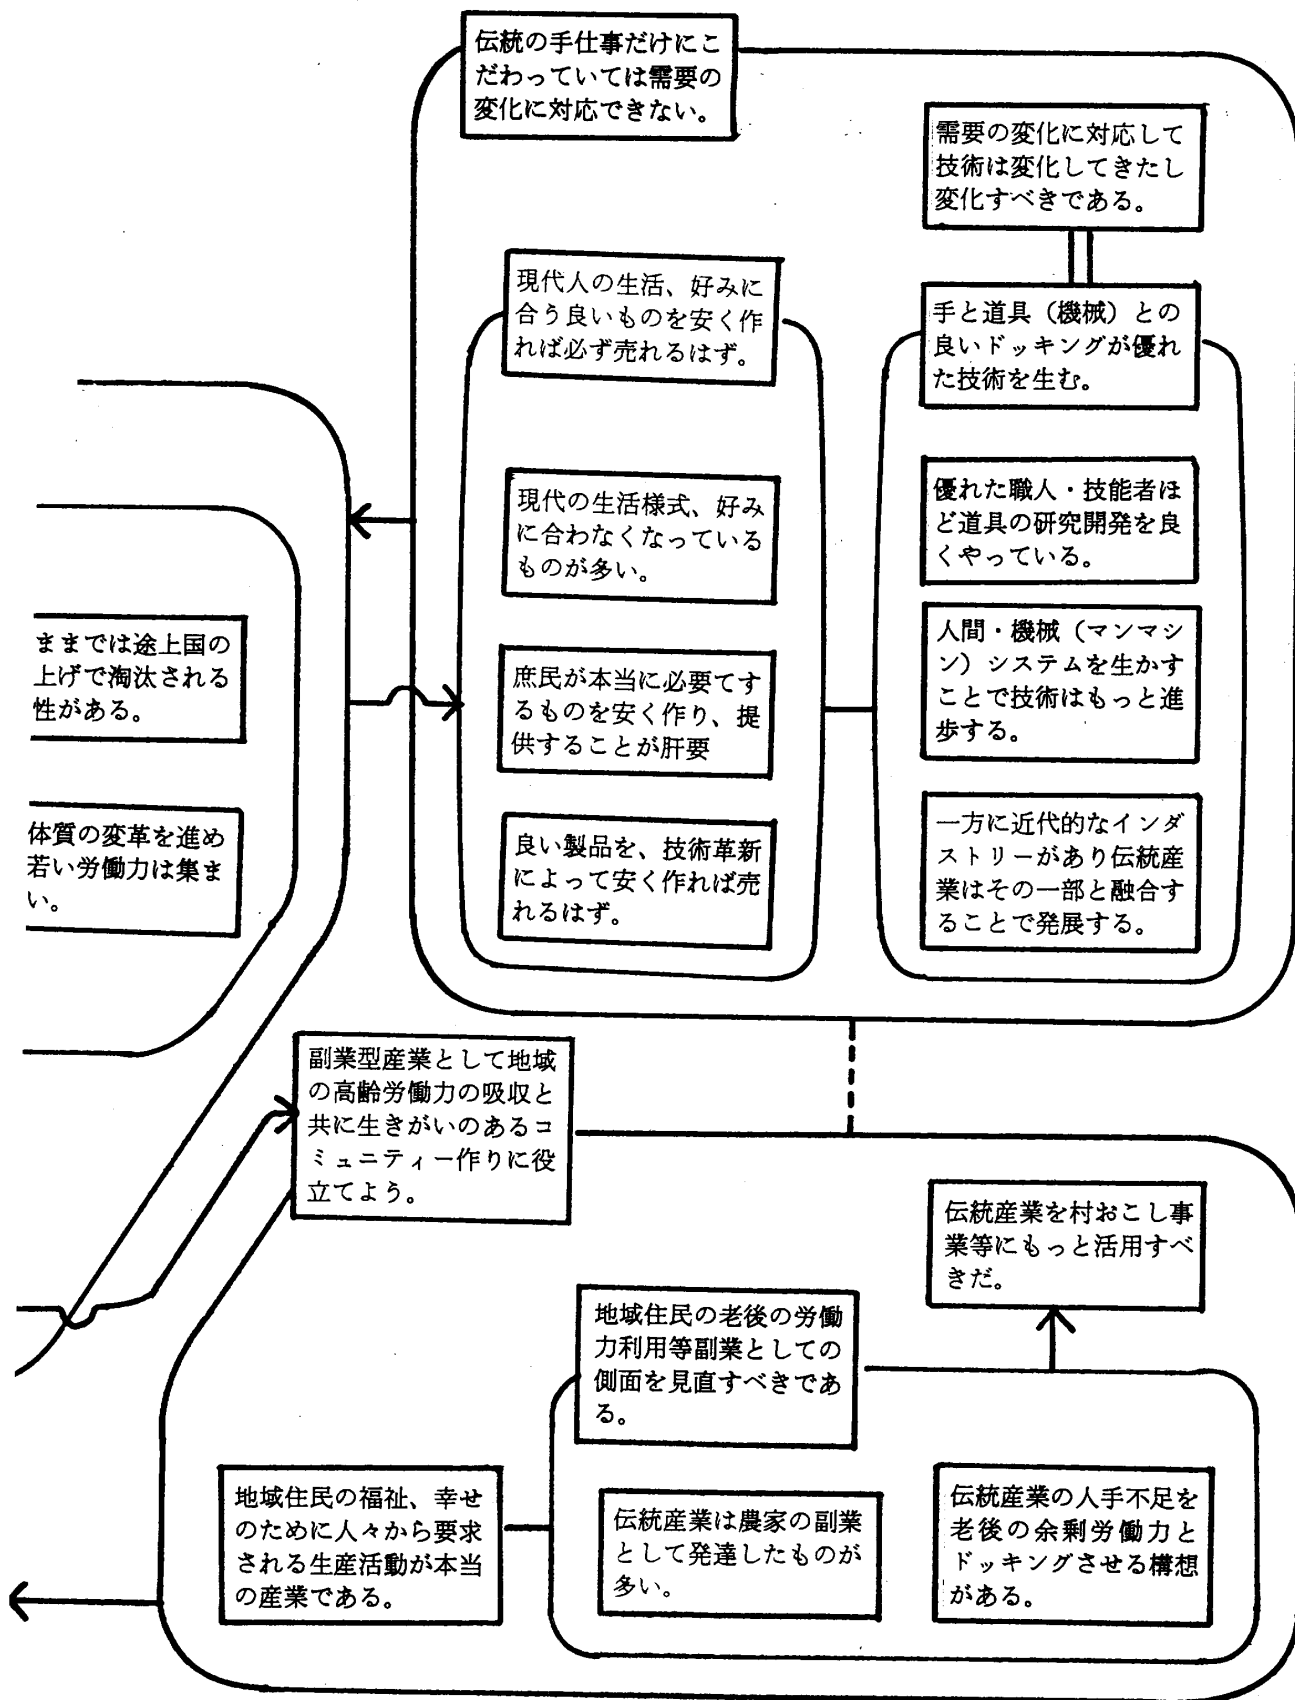 伝統の手仕事だけにこ
だわっていては需要の
変化に対応できない。
需要の変化に対応して
技術は変化してきたし
変化すべきである。
現代人の生活、好みに
合う良いものを安く作
れば必ず売れるはず。
手と道具（機械）との
良いドッキングが優れ
た技術を生む。
現代の生活様式、好み
に合わなくなっている
ものが多い。
優れた職人・技能者ほ
ど道具の研究開発を良
くやっている。
ままでは途上国の
上げで淘汰される
性がある。
庶民が本当に必要てす
るものを安く作り、提
供することが肝要
人間・機械（マンマシ
ン）システムを生かす
ことで技術はもっと進
歩する。
体質の変革を進め
若い労働力は集ま
い。
良い製品を、技術革新
によって安く作れば売
れるはず。
一方に近代的なインダ
ストリーがあり伝統産
業はその一部と融合す
ることで発展する。
副業型産業として地域
の高齢労働力の吸収と
共に生きがいのあるコ
ミュニティー作りに役
立てよう。
伝統産業を村おこし事
業等にもっと活用すべ
きだ。
地域住民の老後の労働
力利用等副業としての
側面を見直すべきであ
る。
地域住民の福祉、幸せ
のために人々から要求
される生産活動が本当
の産業である。
伝統産業は農家の副業
として発達したものが
多い。
伝統産業の人手不足を
老後の余剰労働力と
ドッキングさせる構想
がある。